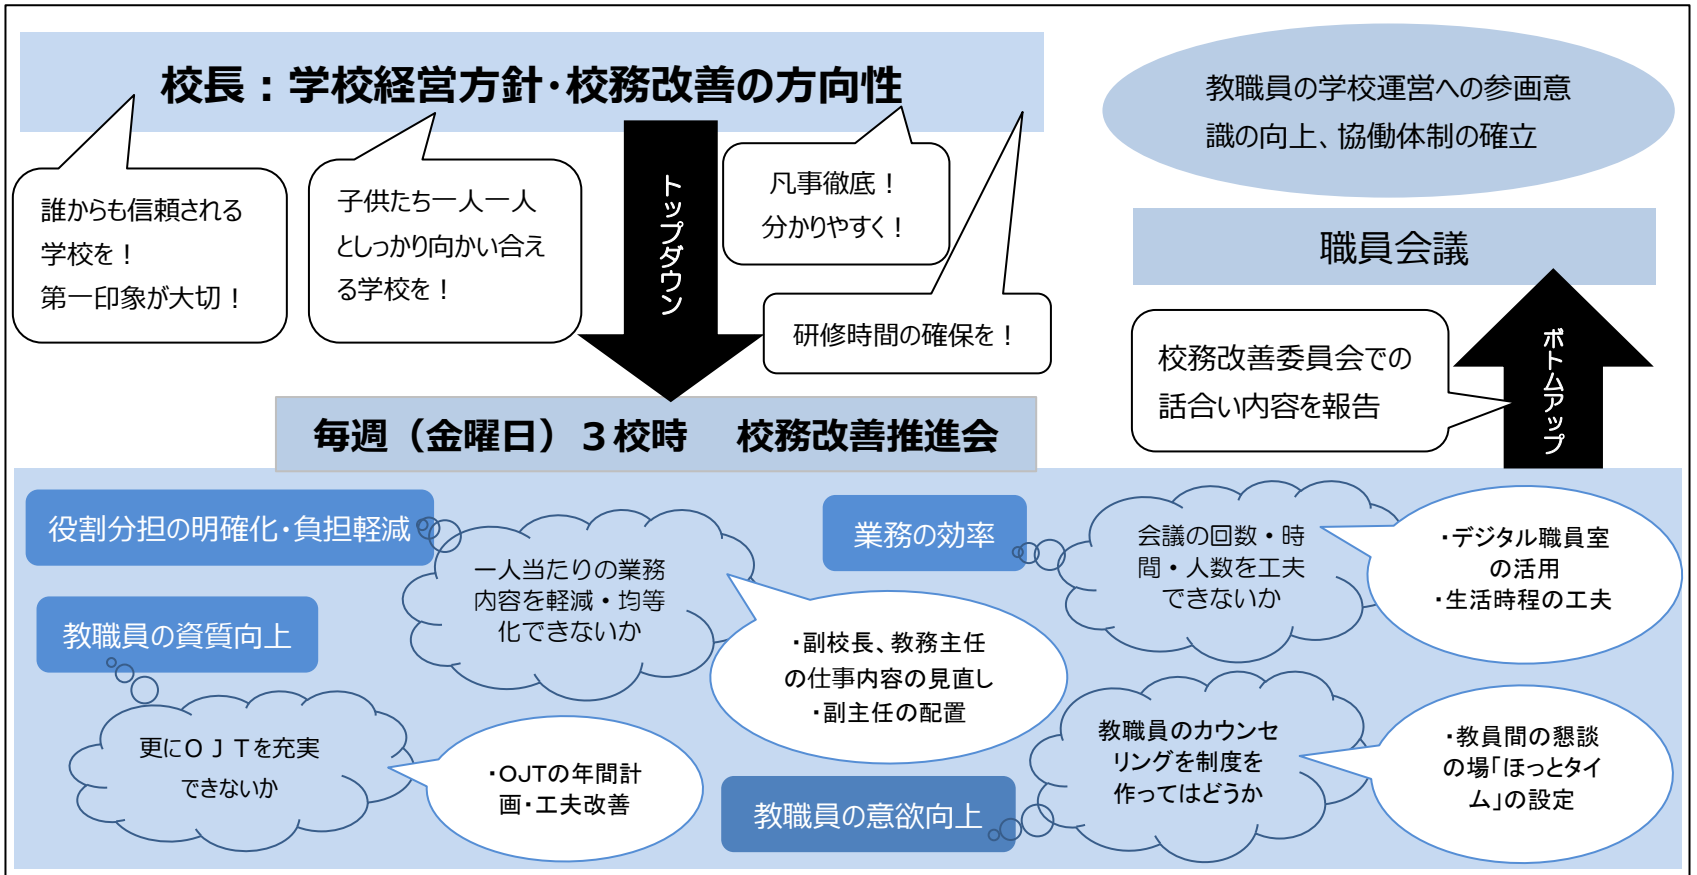 校長：学校経営方針・校務改善の方向性
教職員の学校運営への参画意
識の向上、協働体制の確立
誰からも信頼される
学校を！
第一印象が大切！
子供たち一人一人
としっかり向かい合え
る学校を！
トップダウン
凡事徹底！
分かりやすく！
研修時間の確保を！
職員会議
校務改善委員会での
話合い内容を報告
ボトムアップ
毎週（金曜日）３校時　校務改善推進会
役割分担の明確化・負担軽減
一人当たりの業務
内容を軽減・均等
化できないか
・副校長、教務主任
の仕事内容の見直し
・副主任の配置
業務の効率
会議の回数・時
間・人数を工夫
できないか
・デジタル職員室
の活用
・生活時程の工夫
教職員の資質向上
更にＯＪＴを充実
できないか
・OJTの年間計
画・工夫改善
教職員の意欲向上
教職員のカウンセ
リングを制度を
作ってはどうか
・教員間の懇談
の場「ほっとタイ
ム」の設定